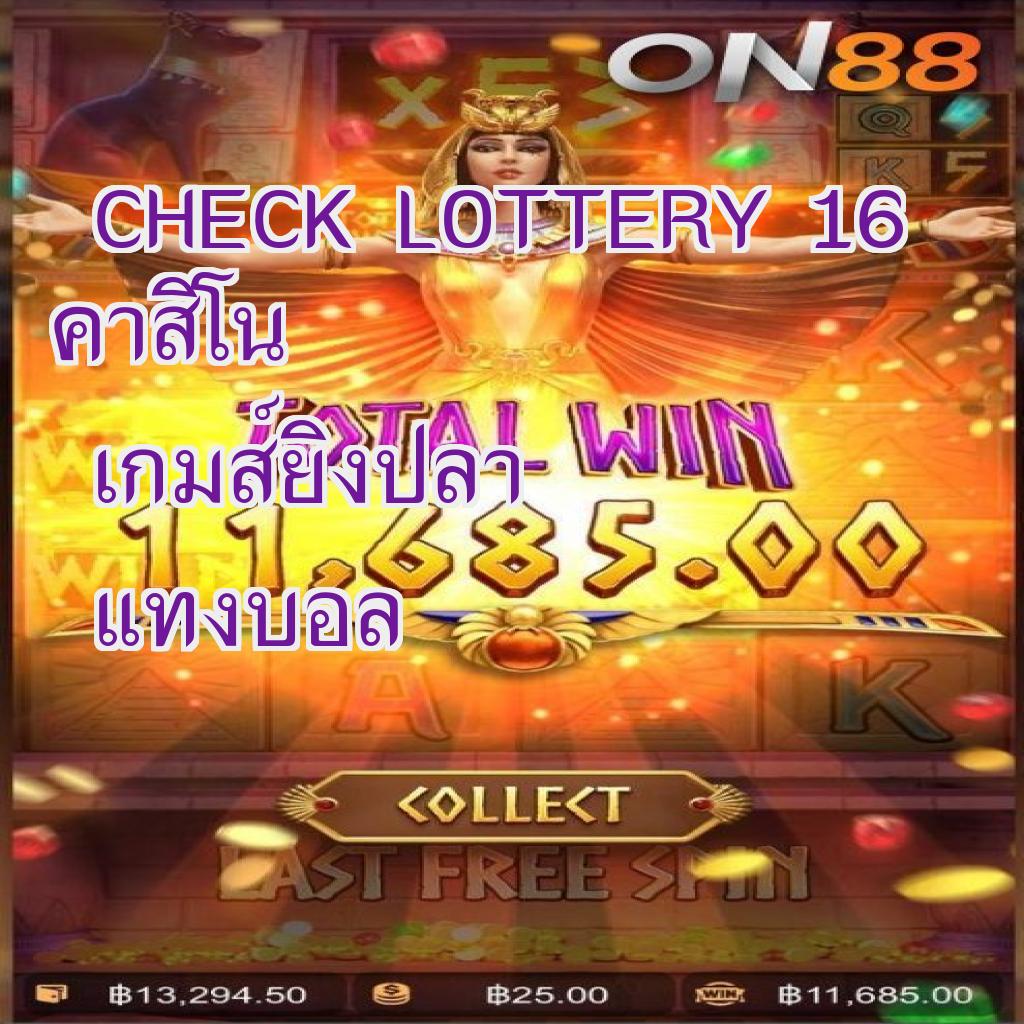 ON88
x53
Q
K 5
CHECK LOTTERY 16
คาสิโน
TOTAL WIN
เกมส์ยิงปลา
11,685.00
แทงบอล
A K
COLLECT
LAST FREE SPIN
฿13,294.50 ฿25.00 WIN ฿11,685.00